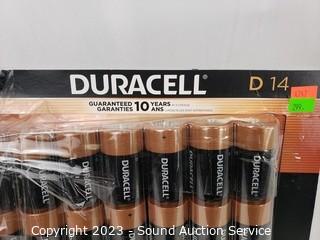 DURACELL
D 14
GUARANTEED 10 YEARS
GARANTIES ANS
DURACELL
DURACELL
DURACELL
DURACELL
Copyright 2023 - Sound Auction Service